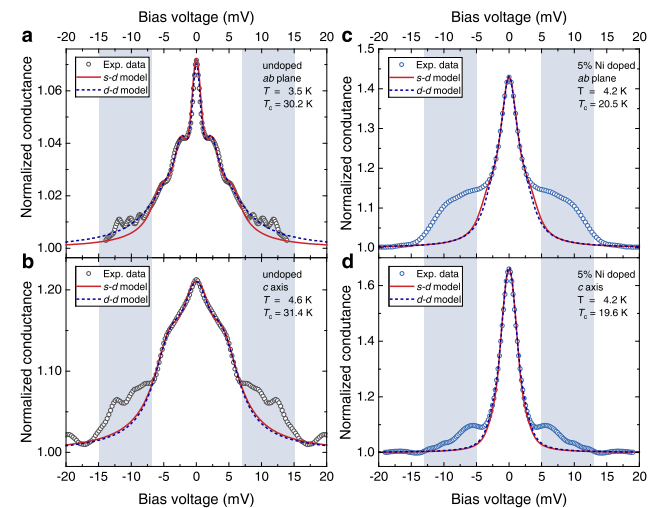 Bias voltage (mV)
Bias voltage (mV)
-20 -15 -10 -5 0 5 10 15 20
-20 -15 -10 -5 0 5 10 15 20
a
Exp. data
s-d model
d-d model
undoped
ab plane
T = 3.5 K
Tc = 30.2 K
Normalized conductance
1.06
1.04
1.02
1.00
c
Exp. data
s-d model
d-d model
5% Ni doped
ab plane
T = 4.2 K
Tc = 20.5 K
Normalized condutance
1.5
1.4
1.3
1.2
1.1
1.0
b
Exp. data
s-d model
d-d model
undoped
c axis
T = 4.6 K
Tc = 31.4 K
Normalized conductance
1.20
1.10
1.00
d
Exp. data
s-d model
d-d model
5% Ni doped
c axis
T = 4.2 K
Tc = 19.6 K
Normalized condutance
1.6
1.4
1.2
1.0
-20 -15 -10 -5 0 5 10 15 20
-20 -15 -10 -5 0 5 10 15 20
Bias voltage (mV)
Bias voltage (mV)